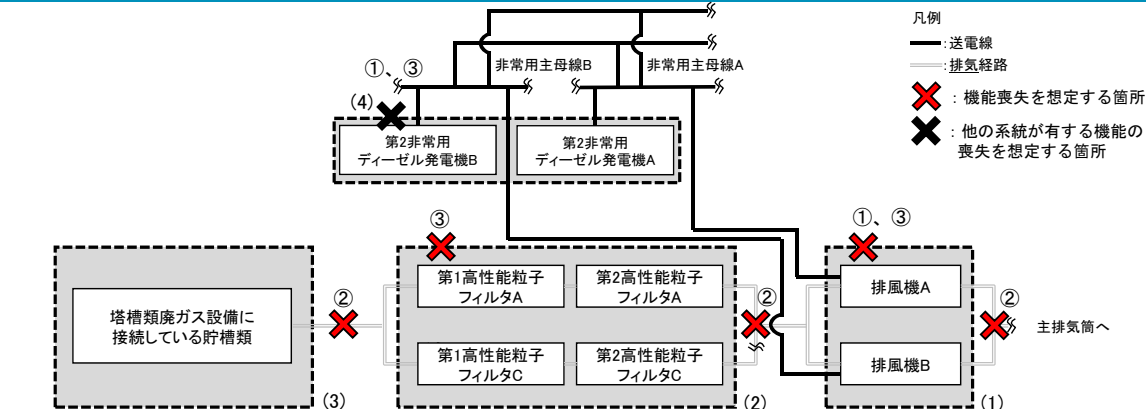 凡例
:送電線
:排気経路
:機能喪失を想定する箇所
:他の系統が有する機能の
喪失を想定する箇所
非常用主母線B
非常用主母線A
①、③
(4)
第2非常用
ディーゼル発電機B
第2非常用
ディーゼル発電機A
③
①、③
②
塔槽類廃ガス設備に
接続している貯槽類
第1高性能粒子
フィルタA
第2高性能粒子
フィルタA
第1高性能粒子
フィルタC
第2高性能粒子
フィルタC
②
排風機A
排風機B
②
主排気筒へ
(3)
(2)
(1)